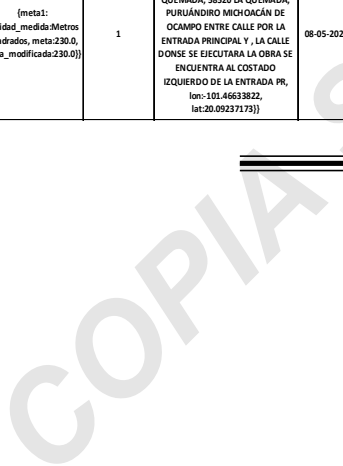 {meta1:
idad_medida:Metros
drados, meta:230.0,
a_modificada:230.0}}
1
QUEMADA, 58520 LA QUEMADA,
PURUÁNDIRO MICHOACÁN DE
OCAMPO ENTRE CALLE POR LA
ENTRADA PRINCIPAL Y , LA CALLE
DONSE SE EJECUTARA LA OBRA SE
ENCUENTRA AL COSTADO
IZQUIERDO DE LA ENTRADA PR,
lon:-101.46633822,
lat:20.09237173}}
08-05-202
COPIA